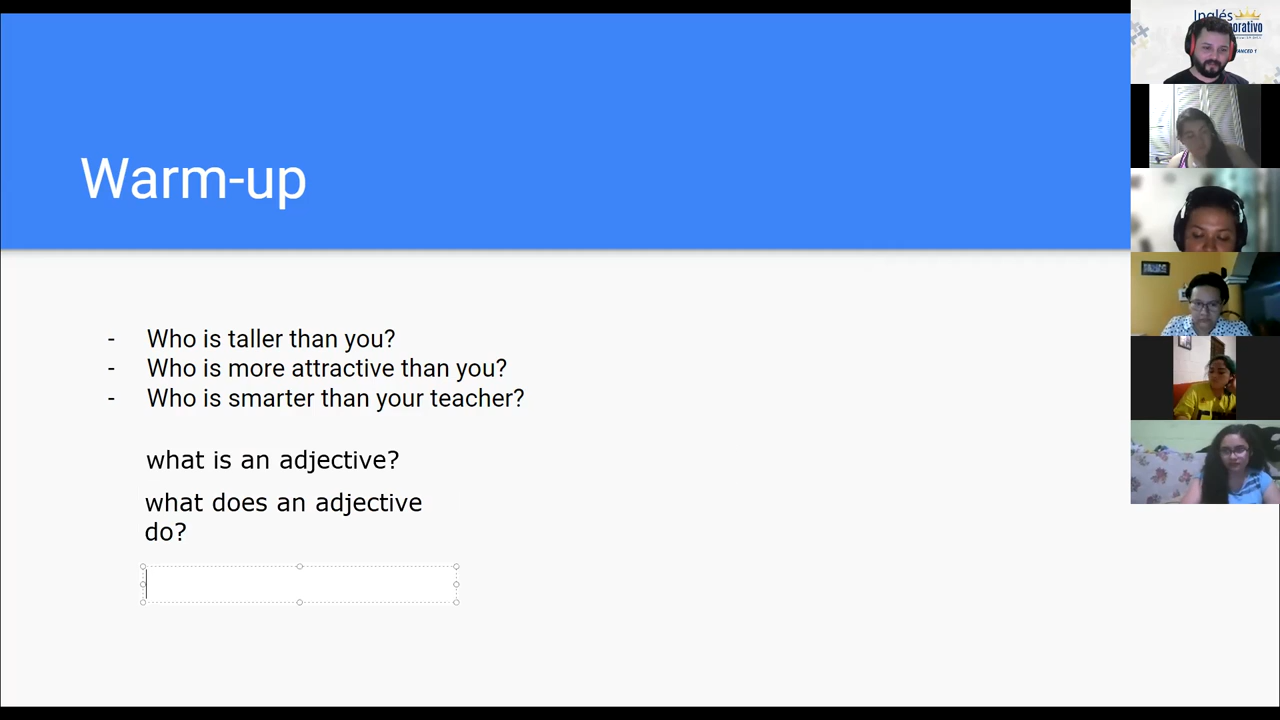 Inglés
Warm-up
- Who is taller than you?
- Who is more attractive than you?
- Who is smarter than your teacher?
what is an adjective?
what does an adjective
do?